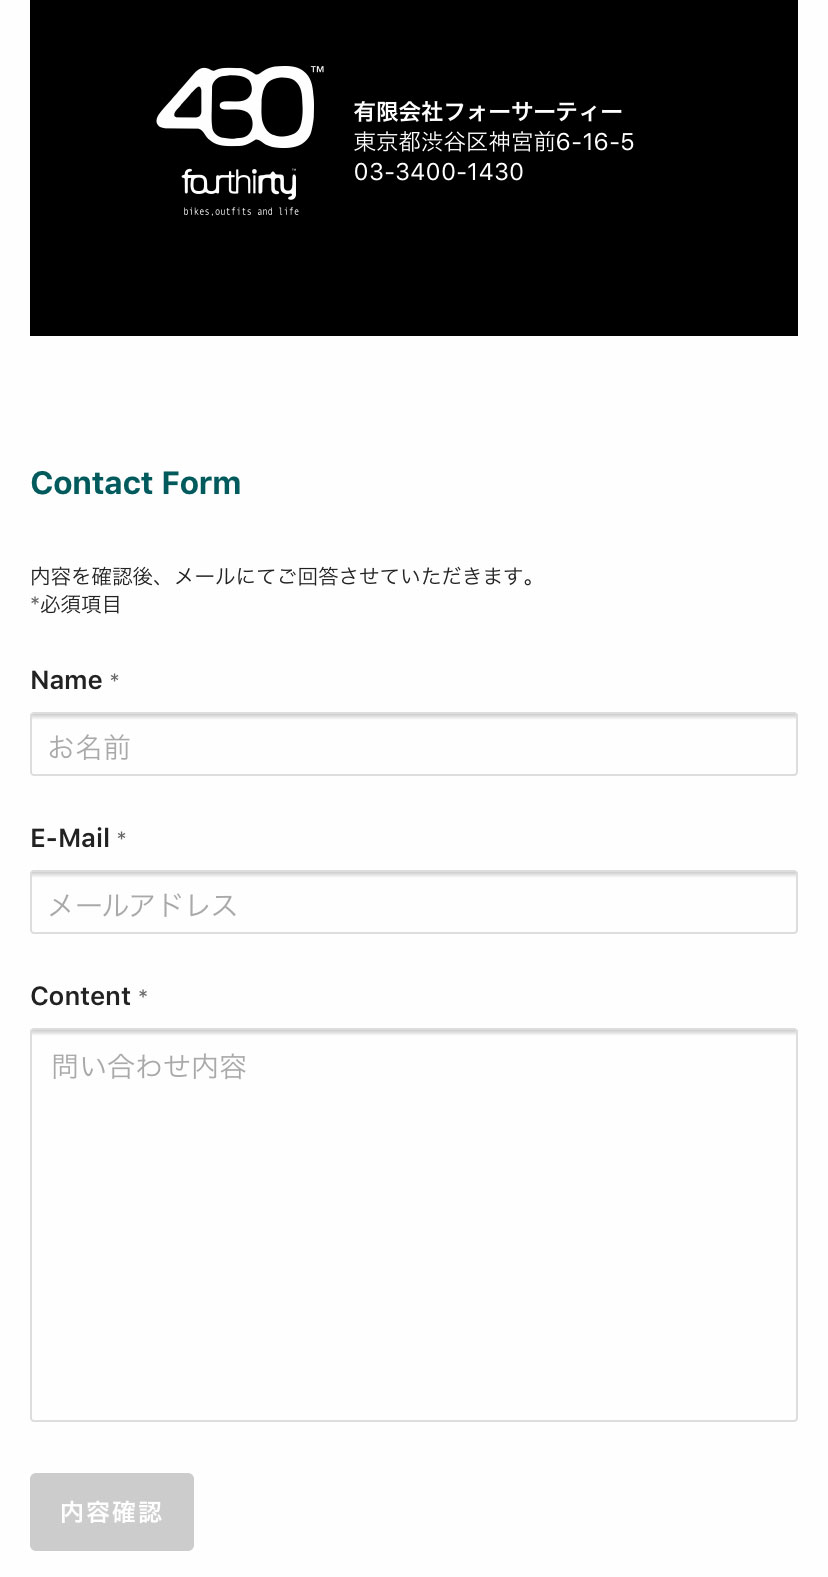 430™
fourthirty
bikes,outfits and life
有限会社フォーサーティー
東京都渋谷区神宮前6-16-5
03-3400-1430
Contact Form
内容を確認後、メールにてご回答させていただきます。
*必須項目
Name *
お名前
E-Mail *
メールアドレス
Content *
問い合わせ内容
内容確認